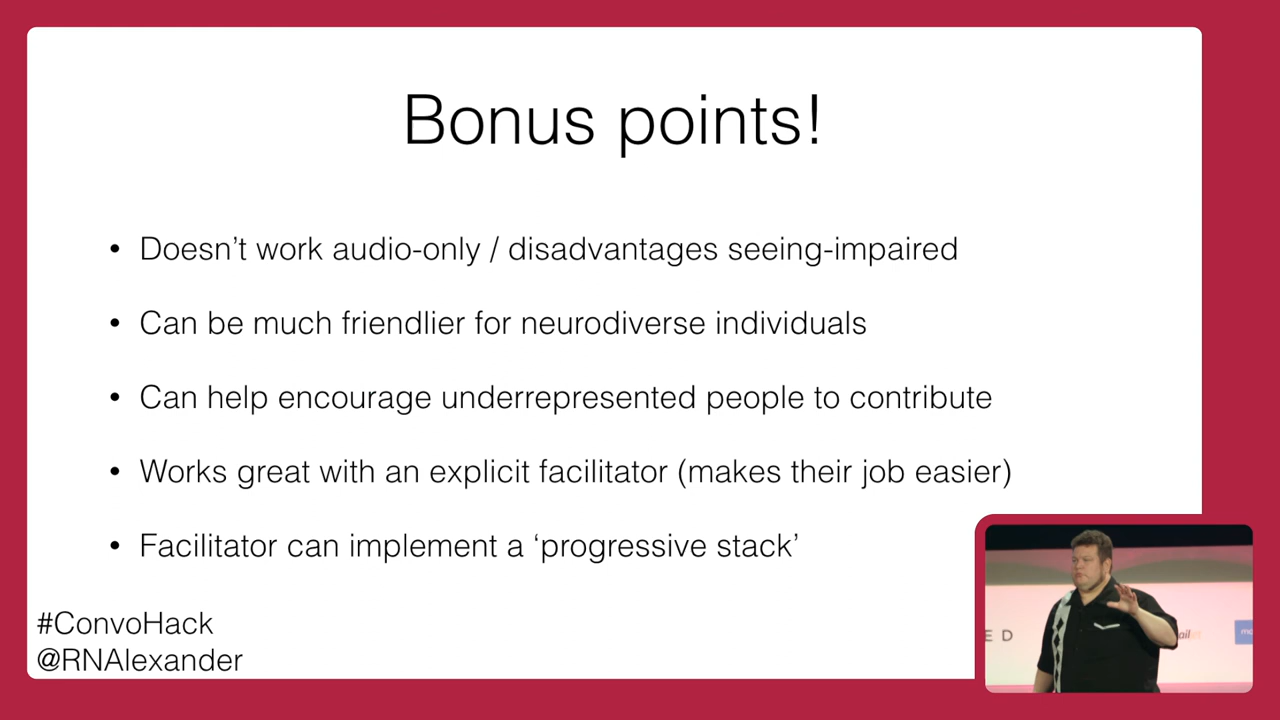 Bonus points!
• Doesn’t work audio-only / disadvantages seeing-impaired
• Can be much friendlier for neurodiverse individuals
• Can help encourage underrepresented people to contribute
• Works great with an explicit facilitator (makes their job easier)
• Facilitator can implement a ‘progressive stack’
#ConvoHack
@RNAlexander
E D